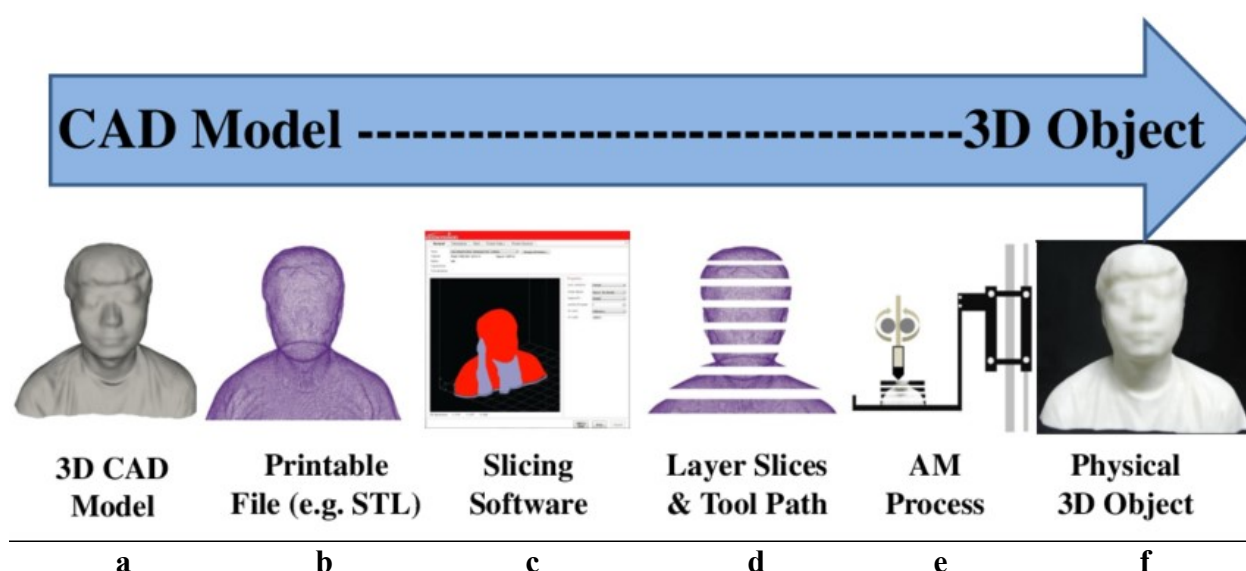 CAD Model ----------------------------------3D Object
3D CAD
Model
Printable
File (e.g. STL)
Slicing
Software
Layer Slices
& Tool Path
AM
Process
Physical
3D Object
a b c d e f